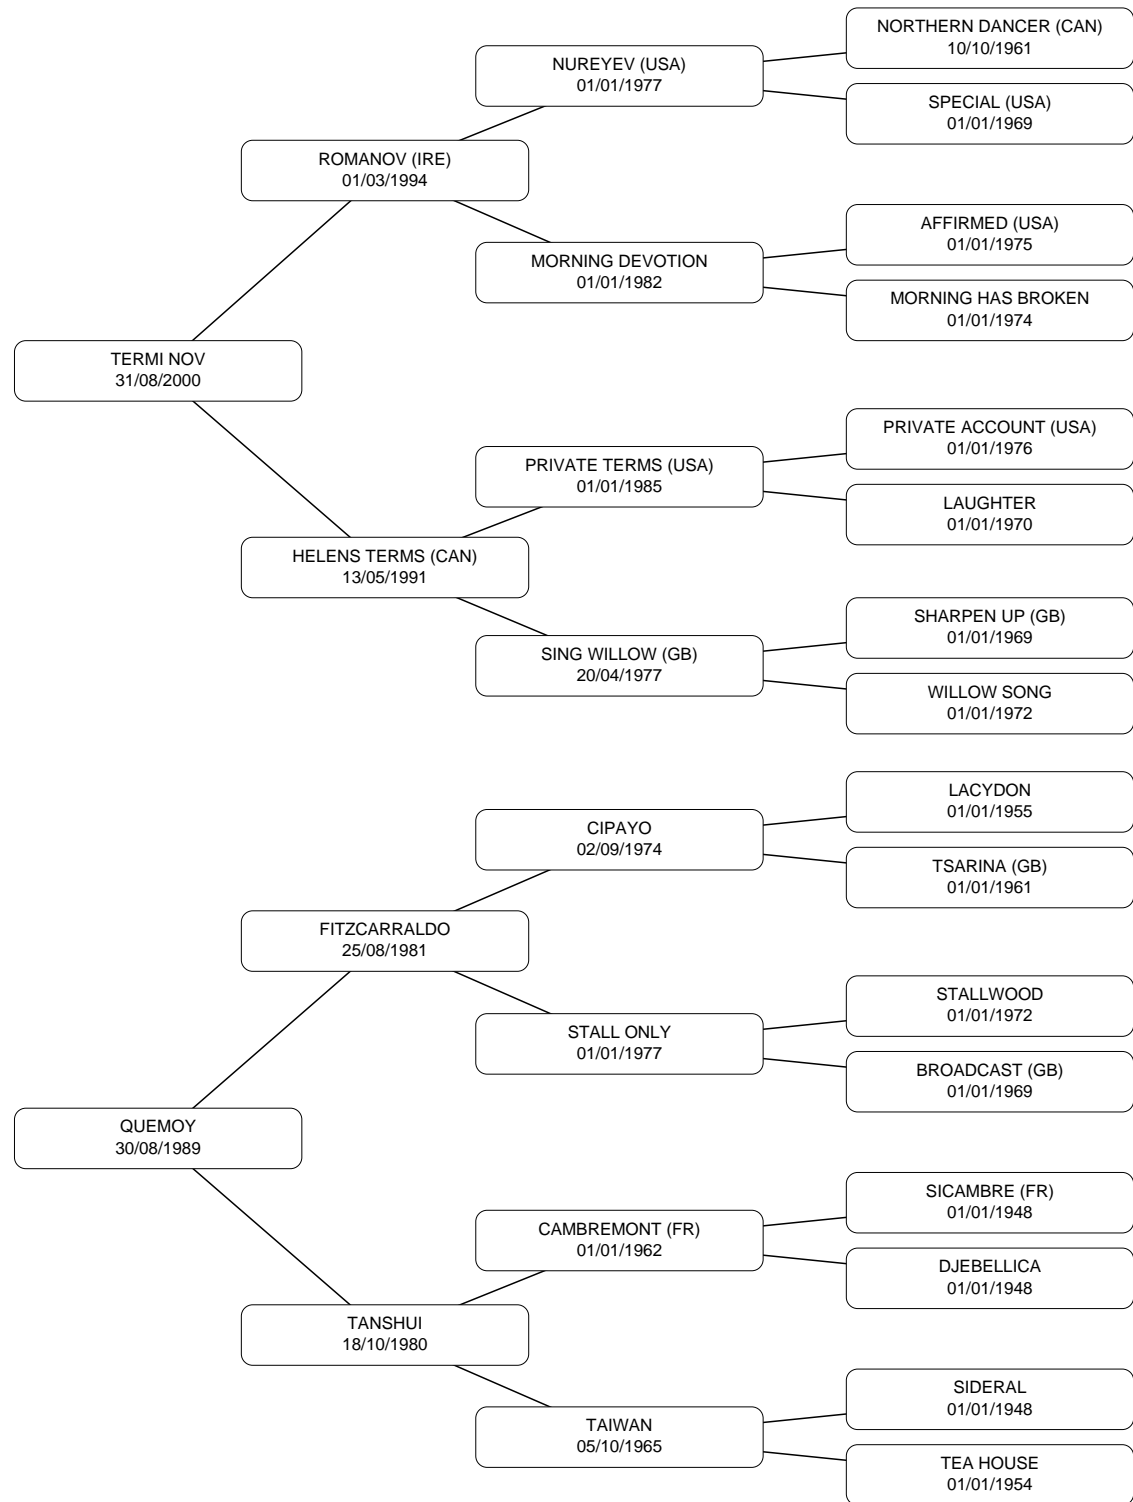 NORTHERN DANCER (CAN)
10/10/1961
NUREYEV (USA)
01/01/1977
SPECIAL (USA)
01/01/1969
ROMANOV (IRE)
01/03/1994
AFFIRMED (USA)
01/01/1975
MORNING DEVOTION
01/01/1982
MORNING HAS BROKEN
01/01/1974
TERMI NOV
31/08/2000
PRIVATE ACCOUNT (USA)
01/01/1976
PRIVATE TERMS (USA)
01/01/1985
LAUGHTER
01/01/1970
HELENS TERMS (CAN)
13/05/1991
SHARPEN UP (GB)
01/01/1969
SING WILLOW (GB)
20/04/1977
WILLOW SONG
01/01/1972
LACYDON
01/01/1955
CIPAYO
02/09/1974
TSARINA (GB)
01/01/1961
FITZCARRALDO
25/08/1981
STALLWOOD
01/01/1972
STALL ONLY
01/01/1977
BROADCAST (GB)
01/01/1969
QUEMOY
30/08/1989
SICAMBRE (FR)
01/01/1948
CAMBREMONT (FR)
01/01/1962
DJEBELLICA
01/01/1948
TANSHUI
18/10/1980
SIDERAL
01/01/1948
TAIWAN
05/10/1965
TEA HOUSE
01/01/1954